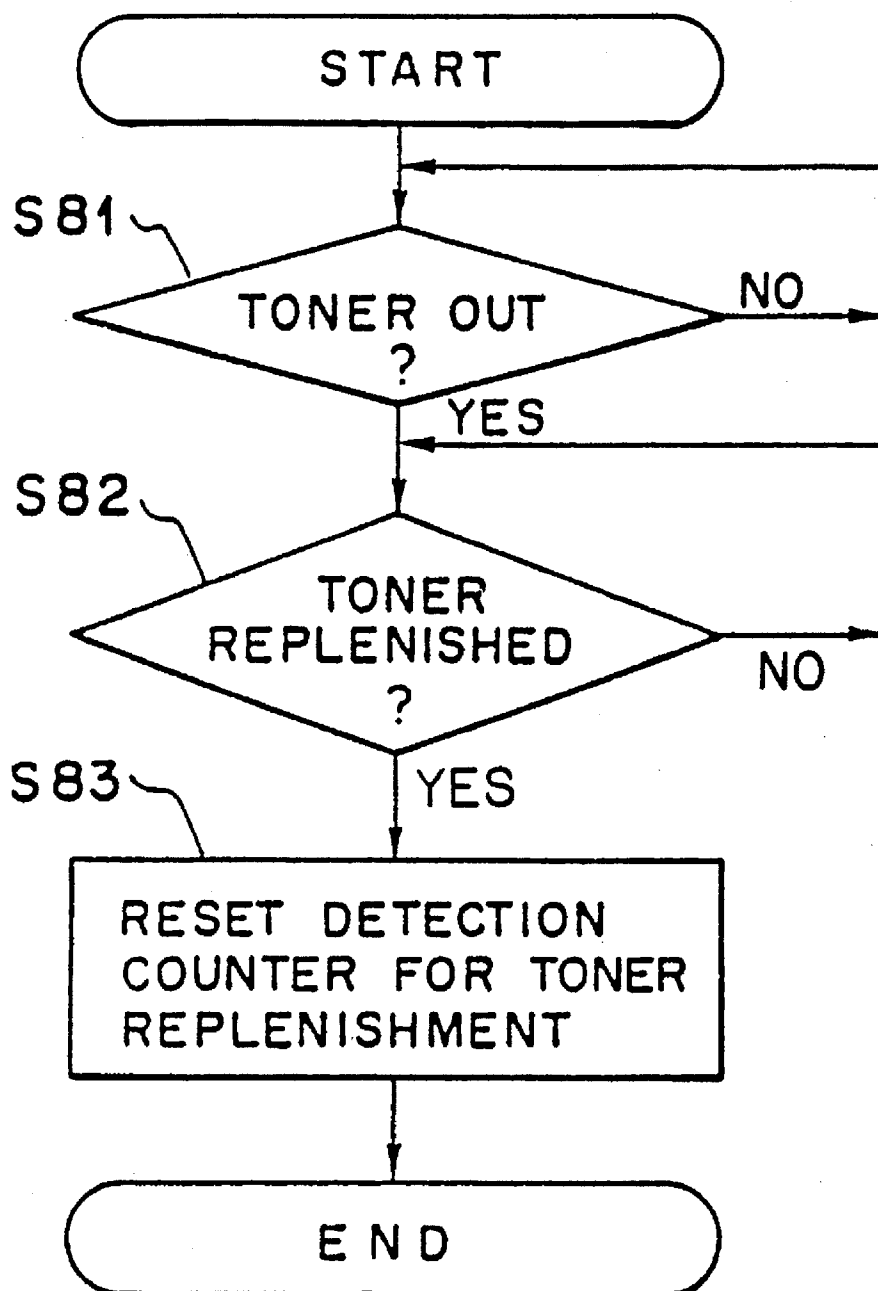 START
S81
TONER OUT
?
NO
YES
S82
TONER
REPLENISHED
?
NO
YES
S83
RESET DETECTION
COUNTER FOR TONER
REPLENISHMENT
END